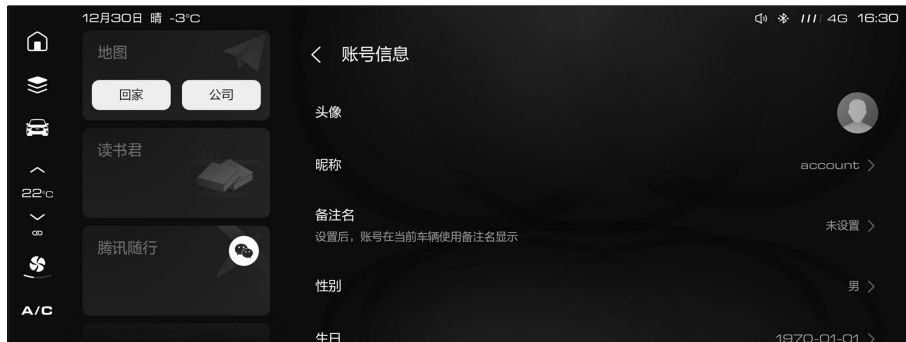 12月30日 晴 -3°C
4G 16:30
地图
回家
公司
读书君
腾讯随行
22°C
A/C
账号信息
头像
昵称
account
备注名
设置后，账号在当前车辆使用备注名显示
未设置
性别
男
生日
1970-01-01